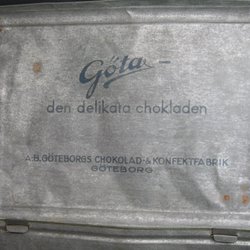 Göta –
den delikata chokladen
A.-B. GÖTEBORGS CHOKOLAD- & KONFEKTFABRIK
GÖTEBORG